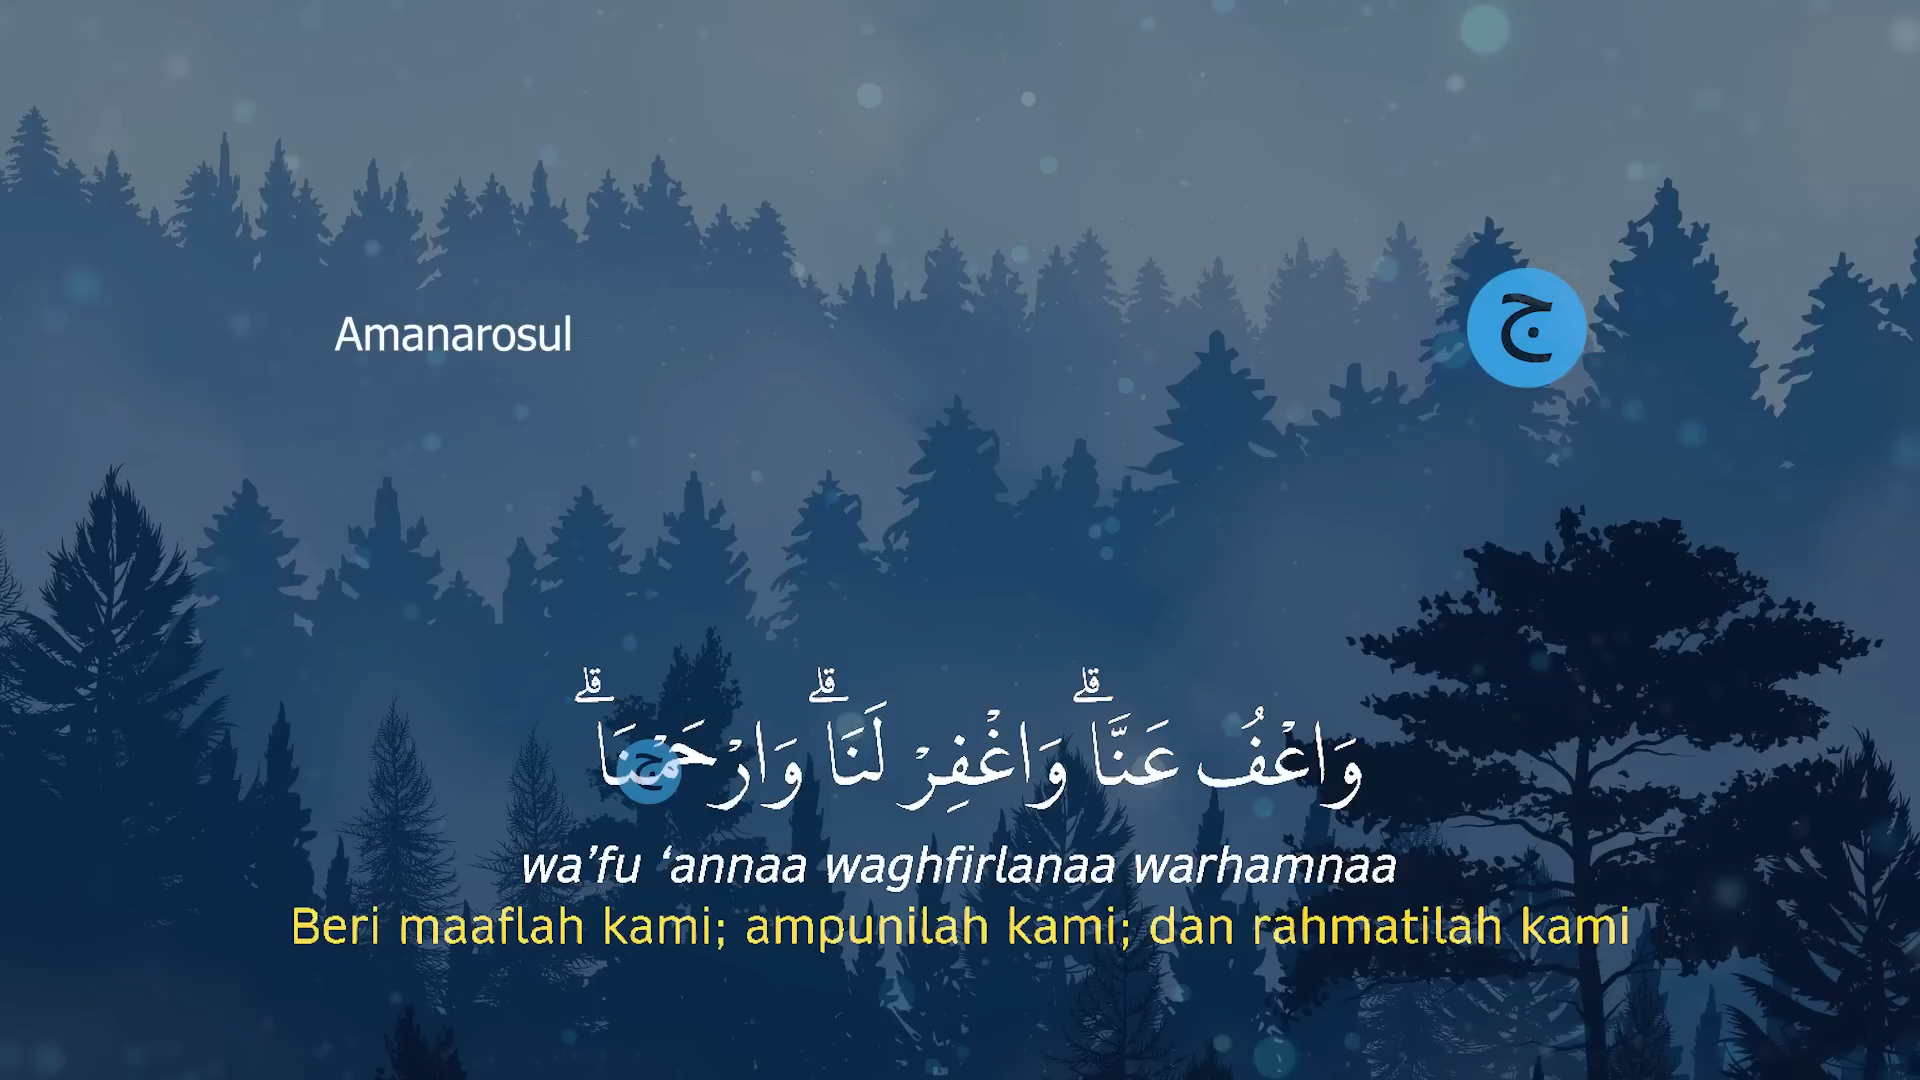 Amanarosul
ج
وَاعْفُ عَنَّاۗ وَاغْفِرْ لَنَاۗ وَارْحَمْنَاۗ
ج
wa’fu ‘annaa waghfirlanaa warhamnaa
Beri maaflah kami; ampunilah kami; dan rahmatilah kami